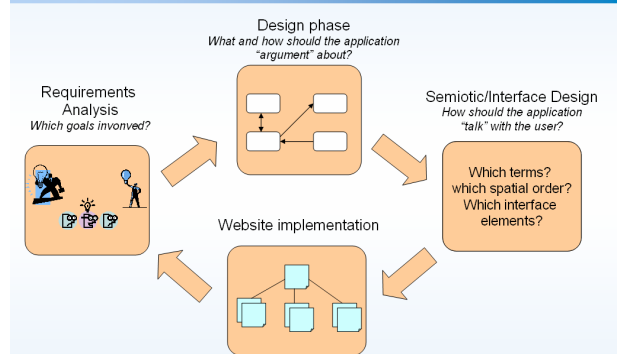 Design phase
What and how should the application
“argument” about?
Requirements
Analysis
Which goals invonved?
Semiotic/Interface Design
How should the application
“talk” with the user?
Which terms?
which spatial order?
Which interface
elements?
Website implementation